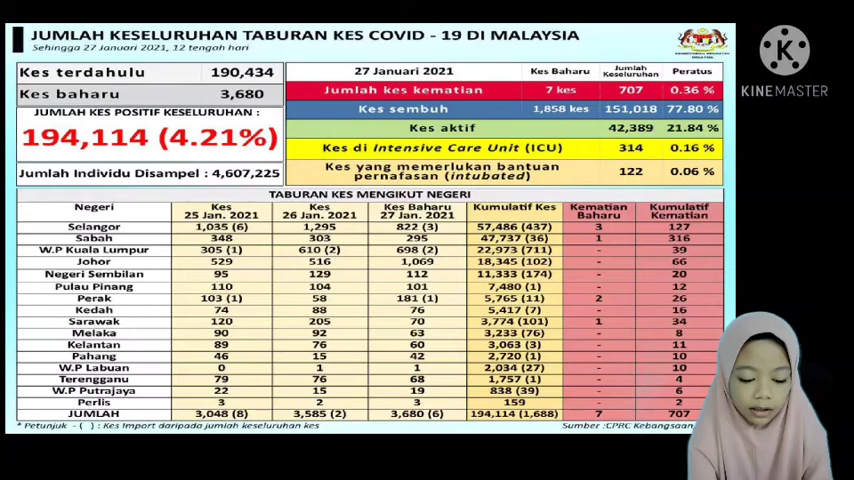 JUMLAH KESELURUHAN TABURAN KES COVID - 19 DI MALAYSIA
Sehingga 27 Januari 2021, 12 tengah hari
KINEMASTER
Kes terdahulu 190,434
Kes baharu 3,680
JUMLAH KES POSITIF KESELURUHAN :
194,114 (4.21%)
Jumlah Individu Disampel : 4,607,225
27 Januari 2021 Kes Baharu Jumlah Keseluruhan Peratus
Jumlah kes kematian 7 kes 707 0.36 %
Kes sembuh 1,858 kes 151,018 77.80 %
Kes aktif 42,389 21.84 %
Kes di Intensive Care Unit (ICU) 314 0.16 %
Kes yang memerlukan bantuan pernafasan (intubated) 122 0.06 %
TABURAN KES MENGIKUT NEGERI
Negeri Kes 25 Jan. 2021 Kes 26 Jan. 2021 Kes Baharu 27 Jan. 2021 Kumulatif Kes Kematian Baharu Kumulatif Kematian
Selangor 1,035 (6) 1,295 822 (3) 57,486 (437) 3 127
Sabah 348 303 295 47,737 (36) 1 316
W.P Kuala Lumpur 305 (1) 610 (2) 698 (2) 22,973 (711) - 39
Johor 529 516 1,069 18,345 (102) - 66
Negeri Sembilan 95 129 112 11,333 (174) - 20
Pulau Pinang 110 104 101 7,480 (1) - 12
Perak 103 (1) 58 181 (1) 5,765 (11) 2 26
Kedah 74 88 76 5,417 (7) - 16
Sarawak 120 205 70 3,774 (101) 1 34
Melaka 90 92 63 3,233 (76) - 8
Kelantan 89 76 60 3,063 (3) - 11
Pahang 46 15 42 2,720 (1) - 10
W.P Labuan 0 1 1 2,034 (27) - 10
Terengganu 79 76 68 1,757 (1) - 4
W.P Putrajaya 22 15 19 838 (39) - 6
Perlis 3 2 3 159 - 2
JUMLAH 3,048 (8) 3,585 (2) 3,680 (6) 194,114 (1,688) 7 707
* Petunjuk - ( ) : Kes Import daripada jumlah keseluruhan kes
Sumber :CPRC Kebangsaan